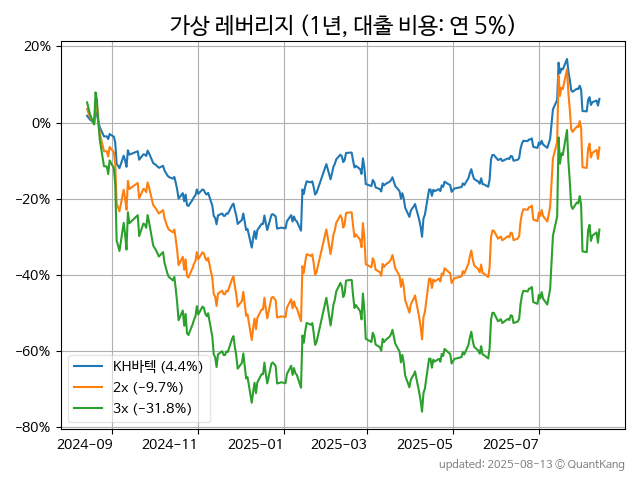 가상 레버리지 (1년, 대출 비용: 연 5%)
20%
0%
−20%
−40%
−60%
−80%
KH바텍 (4.4%)
2x (−9.7%)
3x (−31.8%)
2024-09
2024-11
2025-01
2025-03
2025-05
2025-07
updated: 2025-08-13 © QuantKang